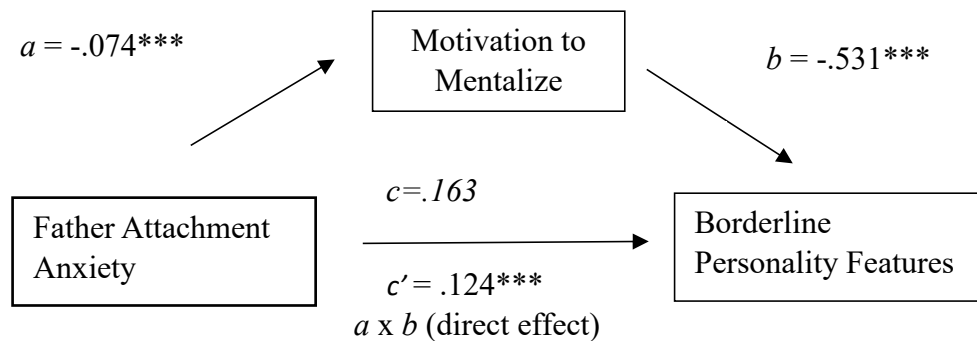 a = -.074***
Motivation to
Mentalize
b = -.531***
c=.163
Father Attachment
Anxiety
Borderline
Personality Features
c' = .124***
a x b (direct effect)